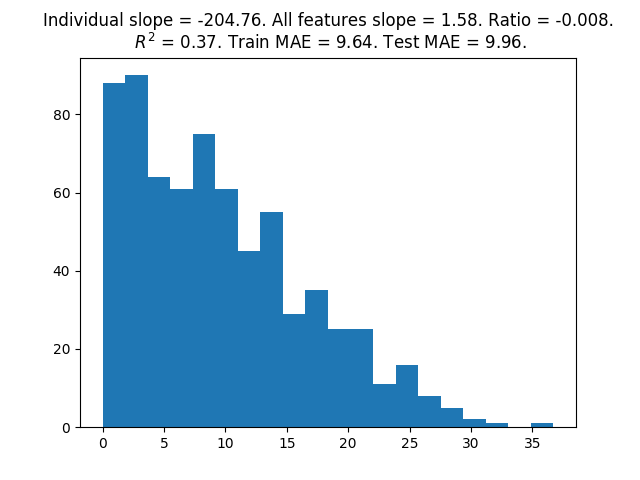 Individual slope = -204.76. All features slope = 1.58. Ratio = -0.008.
R² = 0.37. Train MAE = 9.64. Test MAE = 9.96.
80
60
40
20
0
0 5 10 15 20 25 30 35